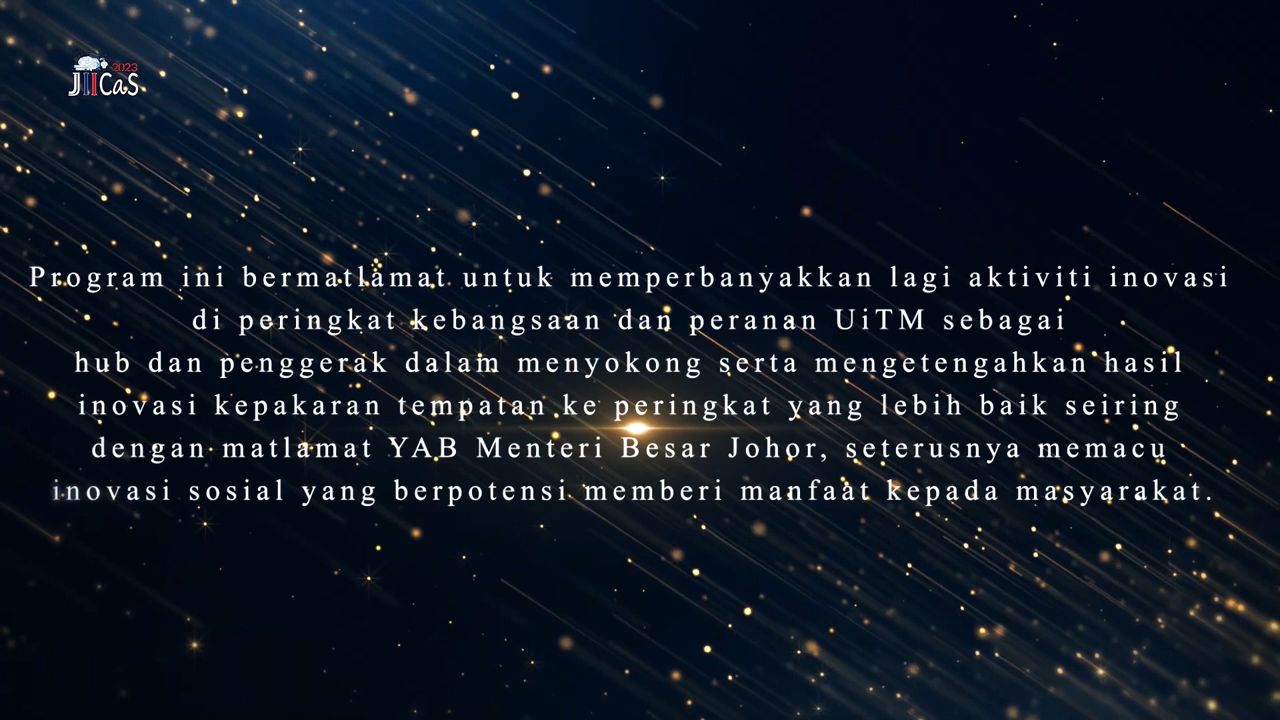 2023
JIICaS
Program ini bermatlamat untuk memperbanyakkan lagi aktiviti inovasi
di peringkat kebangsaan dan peranan UiTM sebagai
hub dan penggerak dalam menyokong serta mengetengahkan hasil
inovasi kepakaran tempatan ke peringkat yang lebih baik seiring
dengan matlamat YAB Menteri Besar Johor, seterusnya memacu
inovasi sosial yang berpotensi memberi manfaat kepada masyarakat.